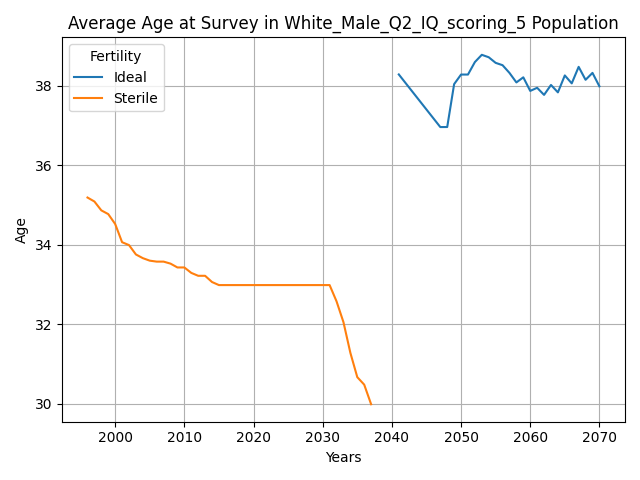 Average Age at Survey in White_Male_Q2_IQ_scoring_5 Population
Fertility
Ideal
Sterile
Age
38
36
34
32
30
2000
2010
2020
2030
2040
2050
2060
2070
Years